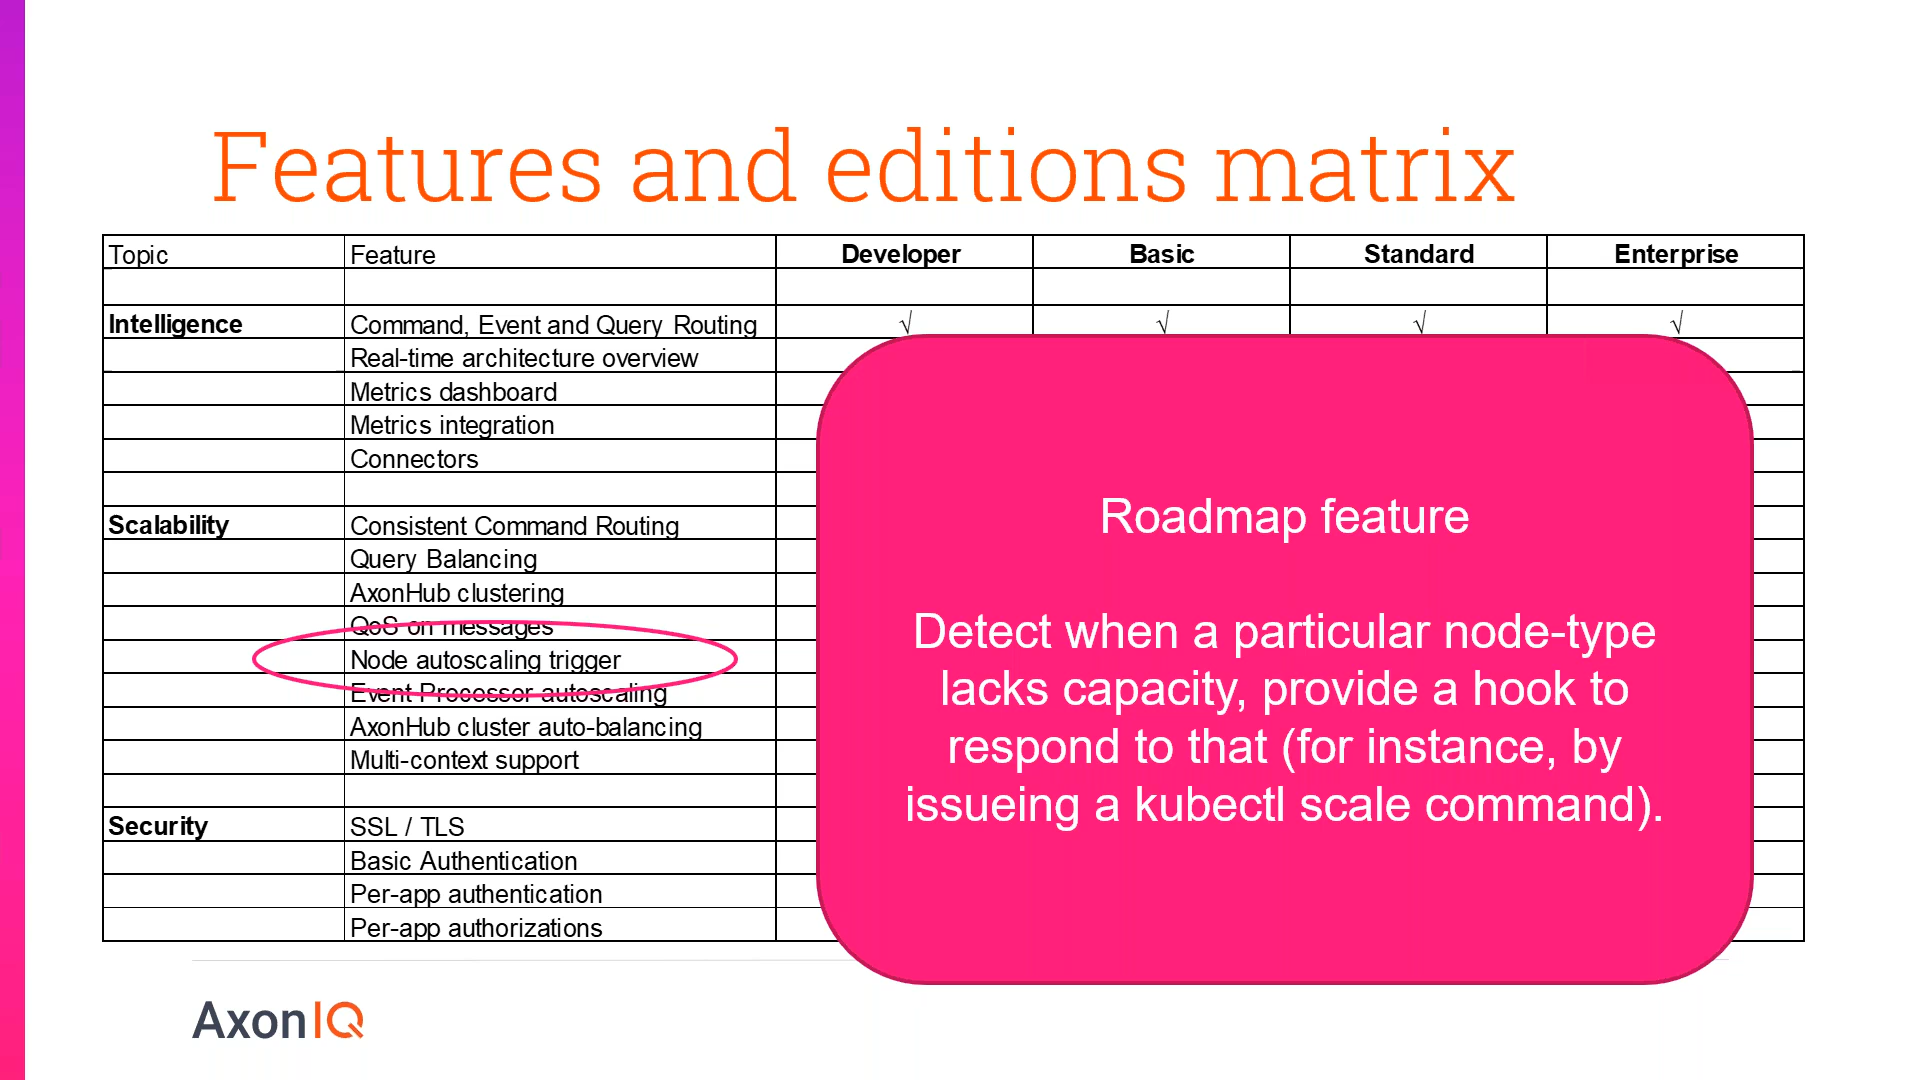 Features and editions matrix
Topic Feature Developer Basic Standard Enterprise
Intelligence Command, Event and Query Routing √ √ √ √
Real-time architecture overview
Metrics dashboard
Metrics integration
Connectors
Scalability Consistent Command Routing
Query Balancing
AxonHub clustering
QoS on messages
Node autoscaling trigger
Event Processor autoscaling
AxonHub cluster auto-balancing
Multi-context support
Security SSL / TLS
Basic Authentication
Per-app authentication
Per-app authorizations
Roadmap feature
Detect when a particular node-type
lacks capacity, provide a hook to
respond to that (for instance, by
issueing a kubectl scale command).
AxonIQ